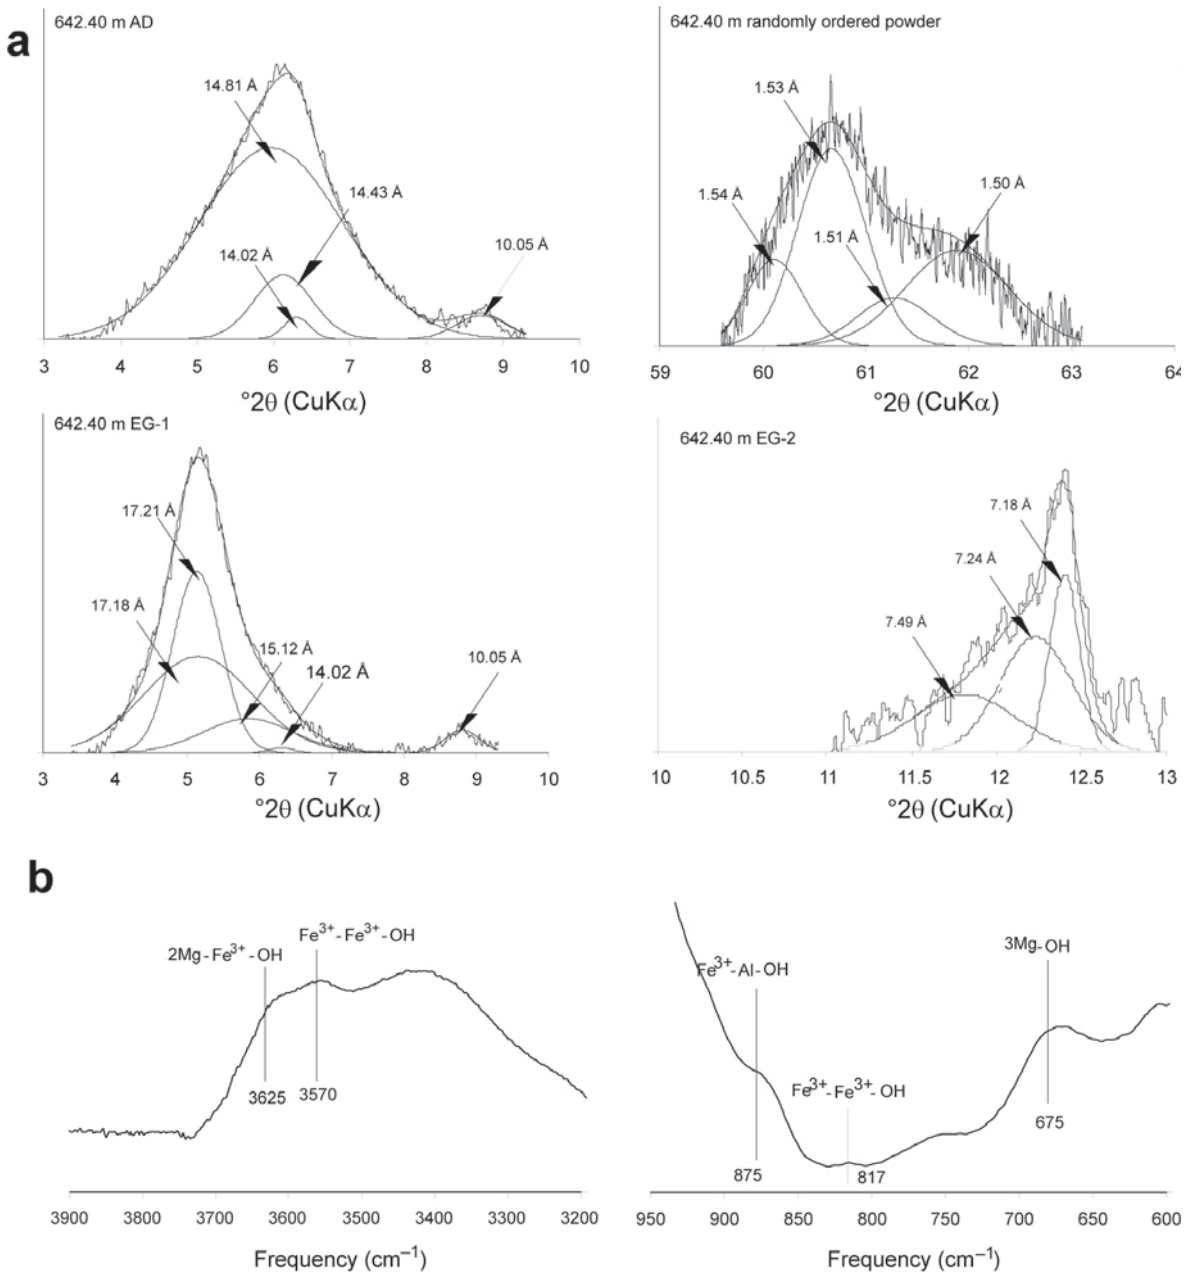 a
642.40 m AD
14.81 Å
14.43 Å
14.02 Å
10.05 Å
3 4 5 6 7 8 9 10
°2θ (CuKα)
642.40 m randomly ordered powder
1.53 Å
1.54 Å
1.50 Å
1.51 Å
59 60 61 62 63 64
°2θ (CuKα)
642.40 m EG-1
17.21 Å
17.18 Å
15.12 Å
14.02 Å
10.05 Å
3 4 5 6 7 8 9 10
°2θ (CuKα)
642.40 m EG-2
7.18 Å
7.24 Å
7.49 Å
10 10.5 11 11.5 12 12.5 13
°2θ (CuKα)
b
2Mg-Fe³⁺-OH
Fe³⁺-Fe³⁺-OH
3625 3570
3900 3800 3700 3600 3500 3400 3300 3200
Frequency (cm⁻¹)
Fe³⁺-Al-OH
3Mg-OH
Fe³⁺-Fe³⁺-OH
875
817
675
950 900 850 800 750 700 650 600
Frequency (cm⁻¹)